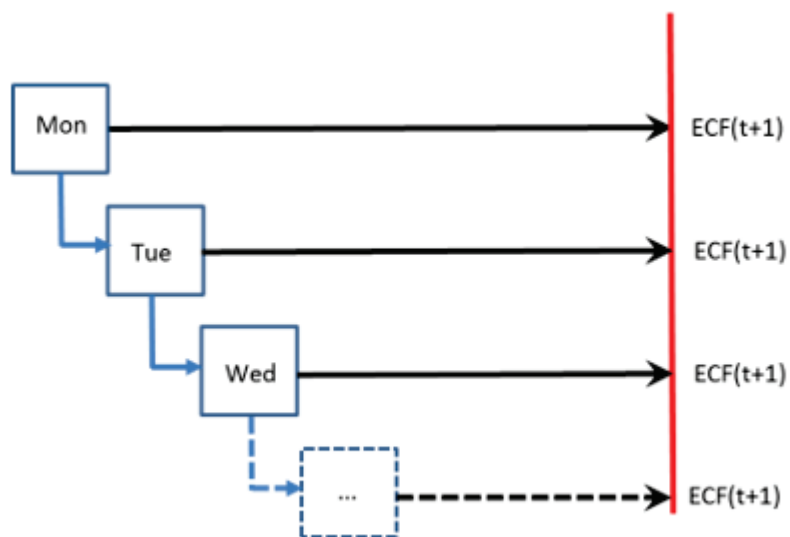 Mon
ECF(t+1)
Tue
ECF(t+1)
Wed
ECF(t+1)
...
ECF(t+1)